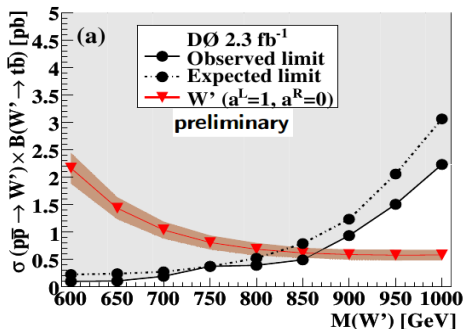 (a)
DØ 2.3 fb⁻¹
Observed limit
Expected limit
W' (aᴸ=1, aᴿ=0)
preliminary
σ (pp̄ → W') × B(W' → tb̄) [pb]
5
4.5
4
3.5
3
2.5
2
1.5
1
0.5
0
600 650 700 750 800 850 900 950 1000
M(W') [GeV]